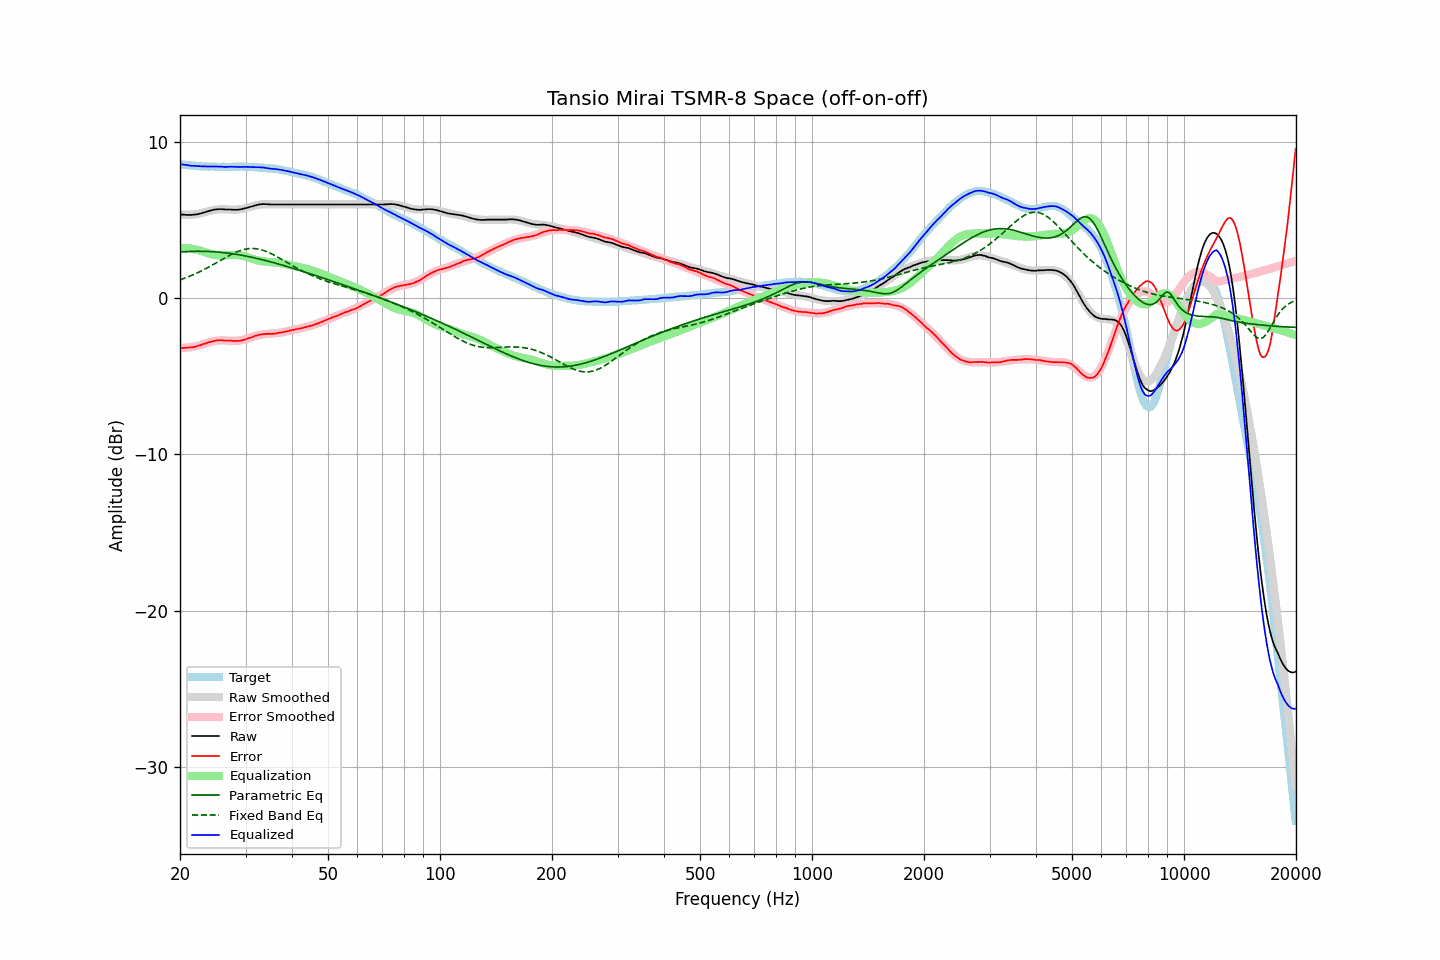 Tansio Mirai TSMR-8 Space (off-on-off)
Amplitude (dBr)
10
0
−10
−20
−30
Target
Raw Smoothed
Error Smoothed
Raw
Error
Equalization
Parametric Eq
Fixed Band Eq
Equalized
20 50 100 200 500 1000 2000 5000 10000 20000
Frequency (Hz)